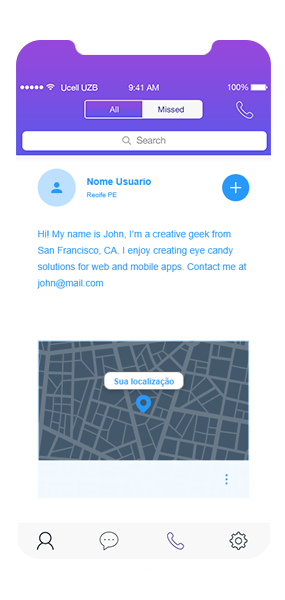 Ucell UZB 9:41 AM 100%
All Missed
Search
Nome Usuario
Recife PE
Hi! My name is John, I'm a creative geek from
San Francisco, CA. I enjoy creating eye candy
solutions for web and mobile apps. Contact me at
john@mail.com
Sua localização